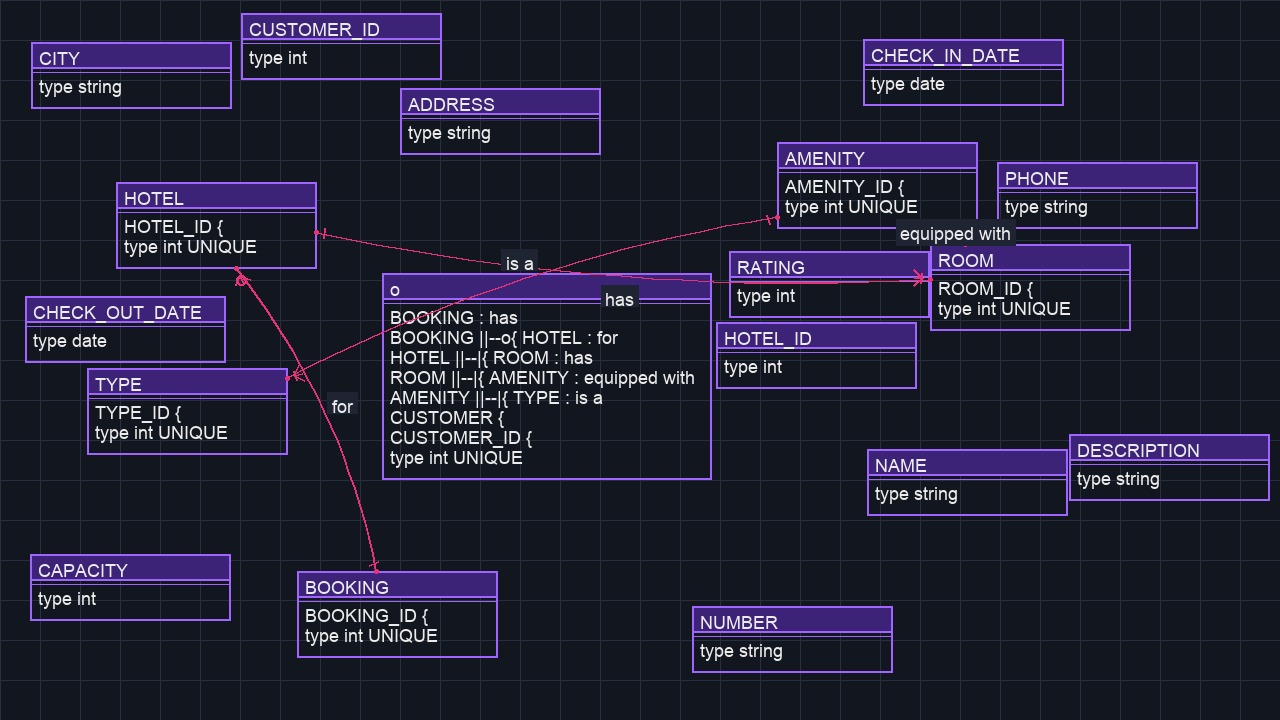 CUSTOMER_ID
type int
CITY
type string
CHECK_IN_DATE
type date
ADDRESS
type string
AMENITY
AMENITY_ID {
type int UNIQUE
PHONE
type string
HOTEL
HOTEL_ID {
type int UNIQUE
equipped with
is a
RATING
type int
ROOM
ROOM_ID {
type int UNIQUE
o
has
BOOKING : has
BOOKING ||--o{ HOTEL : for
HOTEL ||--|{ ROOM : has
ROOM ||--|{ AMENITY : equipped with
AMENITY ||--|{ TYPE : is a
CUSTOMER {
CUSTOMER_ID {
type int UNIQUE
CHECK_OUT_DATE
type date
HOTEL_ID
type int
TYPE
TYPE_ID {
type int UNIQUE
for
DESCRIPTION
type string
NAME
type string
CAPACITY
type int
BOOKING
BOOKING_ID {
type int UNIQUE
NUMBER
type string